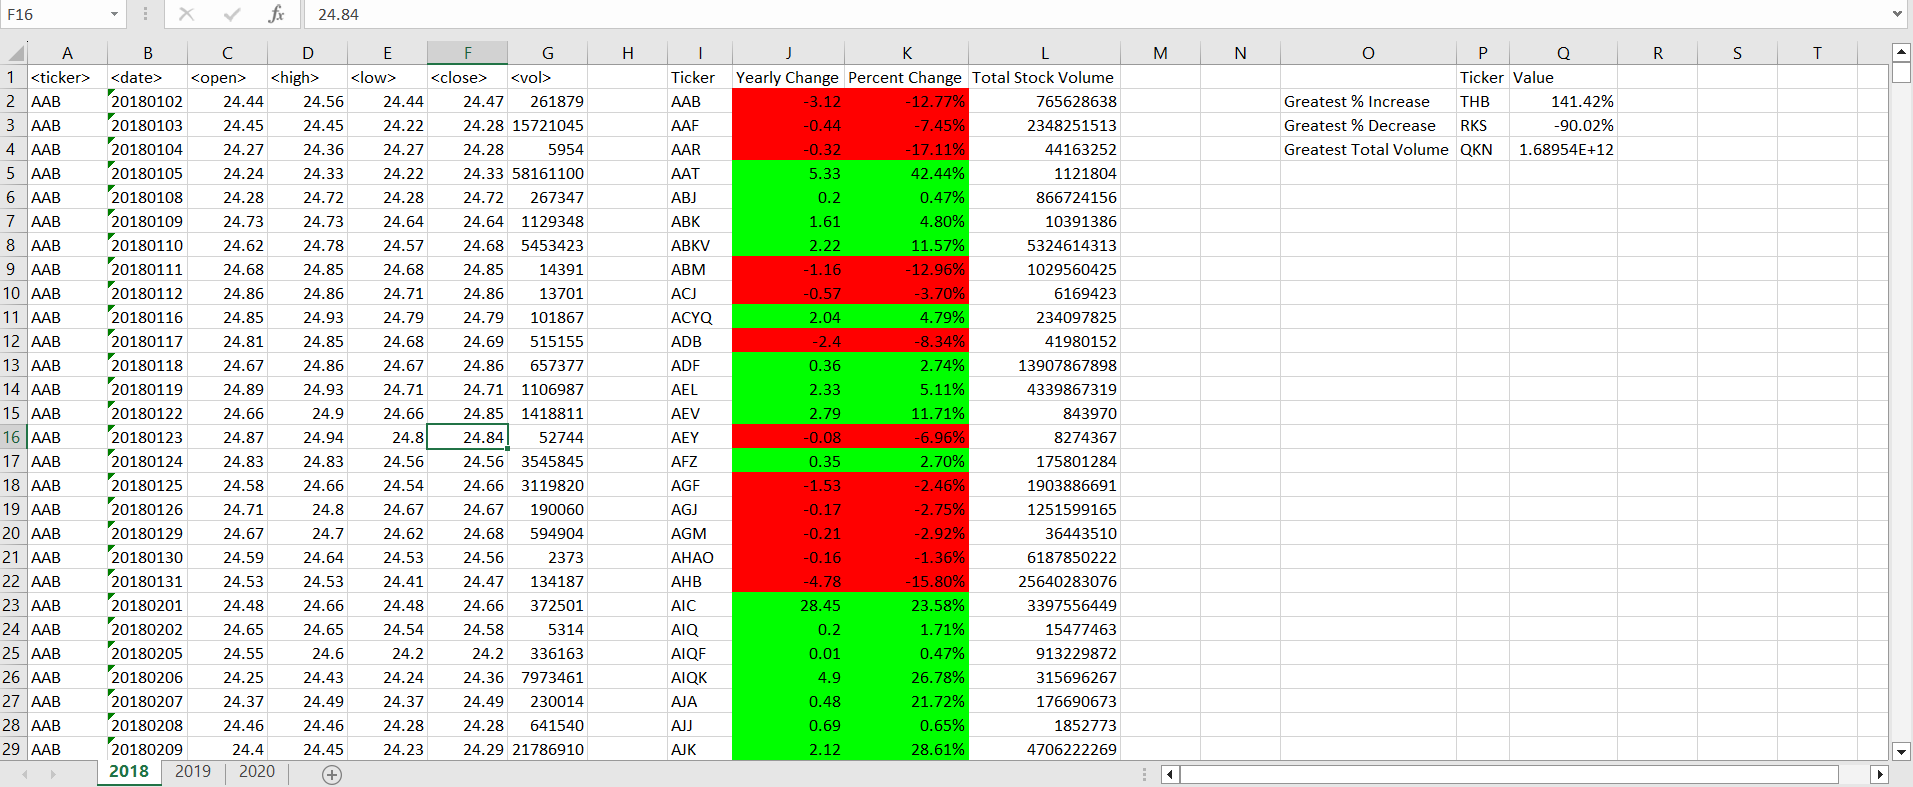 F16 fx 24.84
A B C D E F G H I J K L M N O P Q R S T
1 <ticker> <date> <open> <high> <low> <close> <vol> Ticker Yearly Change Percent Change Total Stock Volume Ticker Value
2 AAB 20180102 24.44 24.56 24.44 24.47 261879 AAB -3.12 -12.77% 765628638 Greatest % Increase THB 141.42%
3 AAB 20180103 24.45 24.45 24.22 24.28 15721045 AAF -0.44 -7.45% 2348251513 Greatest % Decrease RKS -90.02%
4 AAB 20180104 24.27 24.36 24.27 24.28 5954 AAR -0.32 -17.11% 44163252 Greatest Total Volume QKN 1.68954E+12
5 AAB 20180105 24.24 24.33 24.22 24.33 58161100 AAT 5.33 42.44% 1121804
6 AAB 20180108 24.28 24.72 24.28 24.72 267347 ABJ 0.2 0.47% 866724156
7 AAB 20180109 24.73 24.73 24.64 24.64 1129348 ABK 1.61 4.80% 10391386
8 AAB 20180110 24.62 24.78 24.57 24.68 5453423 ABKV 2.22 11.57% 5324614313
9 AAB 20180111 24.68 24.85 24.68 24.85 14391 ABM -1.16 -12.96% 1029560425
10 AAB 20180112 24.86 24.86 24.71 24.86 13701 ACJ -0.57 -3.70% 6169423
11 AAB 20180116 24.85 24.93 24.79 24.79 101867 ACYQ 2.04 4.79% 234097825
12 AAB 20180117 24.81 24.85 24.68 24.69 515155 ADB -2.4 -8.34% 41980152
13 AAB 20180118 24.67 24.86 24.67 24.86 657377 ADF 0.36 2.74% 13907867898
14 AAB 20180119 24.89 24.93 24.71 24.71 1106987 AEL 2.33 5.11% 4339867319
15 AAB 20180122 24.66 24.9 24.66 24.85 1418811 AEV 2.79 11.71% 843970
16 AAB 20180123 24.87 24.94 24.8 24.84 52744 AEY -0.08 -6.96% 8274367
17 AAB 20180124 24.83 24.83 24.56 24.56 3545845 AFZ 0.35 2.70% 175801284
18 AAB 20180125 24.58 24.66 24.54 24.66 3119820 AGF -1.53 -2.46% 1903886691
19 AAB 20180126 24.71 24.8 24.67 24.67 190060 AGJ -0.17 -2.75% 1251599165
20 AAB 20180129 24.67 24.7 24.62 24.68 594904 AGM -0.21 -2.92% 36443510
21 AAB 20180130 24.59 24.64 24.53 24.56 2373 AHAO -0.16 -1.36% 6187850222
22 AAB 20180131 24.53 24.53 24.41 24.47 134187 AHB -4.78 -15.80% 25640283076
23 AAB 20180201 24.48 24.66 24.48 24.66 372501 AIC 28.45 23.58% 3397556449
24 AAB 20180202 24.65 24.65 24.54 24.58 5314 AIQ 0.2 1.71% 15477463
25 AAB 20180205 24.55 24.6 24.2 24.2 336163 AIQF 0.01 0.47% 913229872
26 AAB 20180206 24.25 24.43 24.24 24.36 7973461 AIQK 4.9 26.78% 315696267
27 AAB 20180207 24.37 24.49 24.37 24.49 230014 AJA 0.48 21.72% 176690673
28 AAB 20180208 24.46 24.46 24.28 24.28 641540 AJJ 0.69 0.65% 1852773
29 AAB 20180209 24.4 24.45 24.23 24.29 21786910 AJK 2.12 28.61% 4706222269
2018 2019 2020